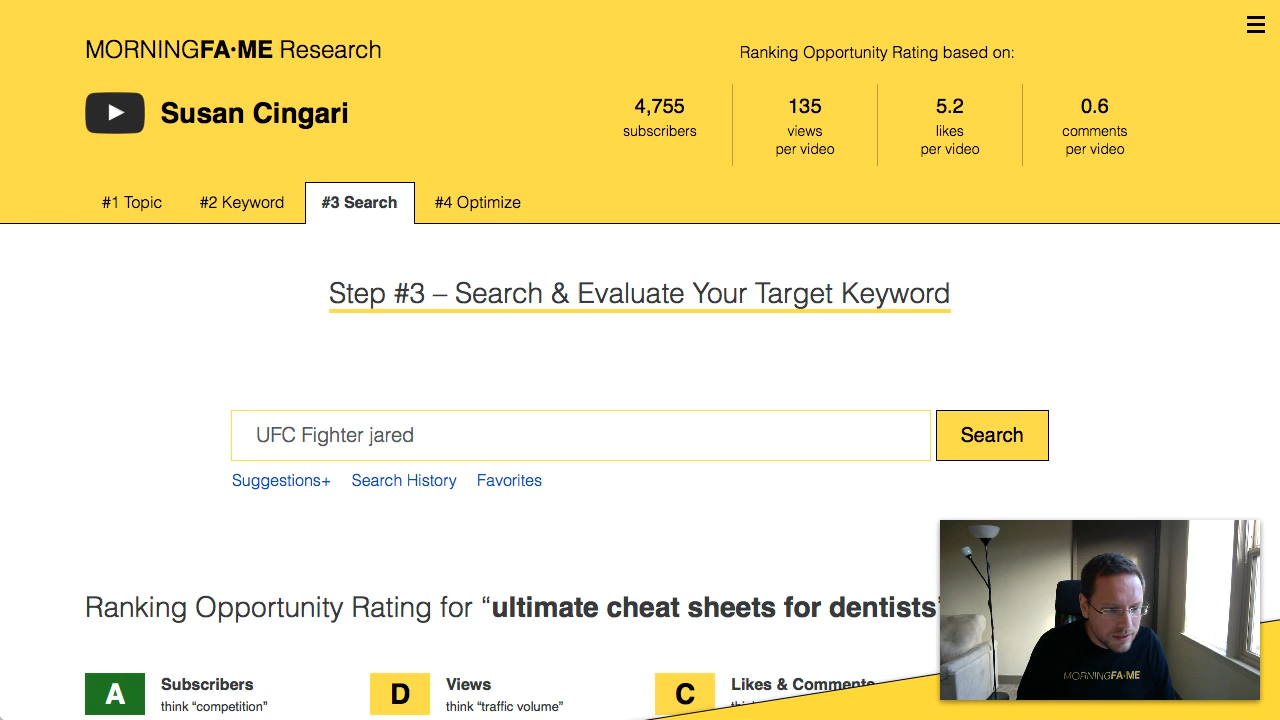 MORNINGFA•ME Research
Ranking Opportunity Rating based on:
Susan Cingari
4,755
subscribers
135
views
per video
5.2
likes
per video
0.6
comments
per video
#1 Topic
#2 Keyword
#3 Search
#4 Optimize
Step #3 – Search & Evaluate Your Target Keyword
UFC Fighter jared
Search
Suggestions+
Search History
Favorites
Ranking Opportunity Rating for “ultimate cheat sheets for dentists”
A
Subscribers
think “competition”
D
Views
think “traffic volume”
C
Likes & Comments
MORNINGFA•ME